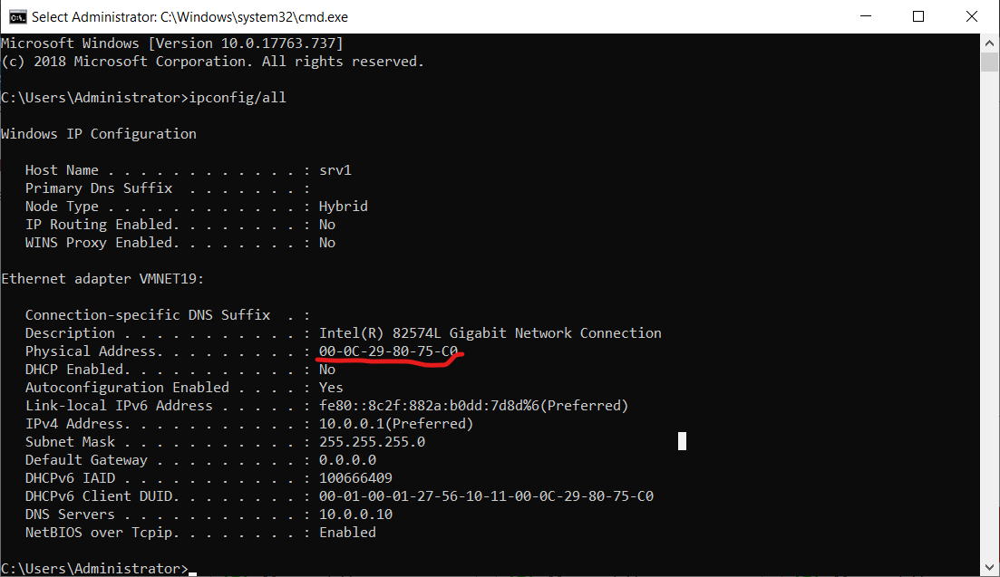 Select Administrator: C:\Windows\system32\cmd.exe
Microsoft Windows [Version 10.0.17763.737]
(c) 2018 Microsoft Corporation. All rights reserved.
C:\Users\Administrator>ipconfig/all
Windows IP Configuration
Host Name . . . . . . . . . . . . : srv1
Primary Dns Suffix  . . . . . . . :
Node Type . . . . . . . . . . . . : Hybrid
IP Routing Enabled. . . . . . . . : No
WINS Proxy Enabled. . . . . . . . : No
Ethernet adapter VMNET19:
Connection-specific DNS Suffix  . :
Description . . . . . . . . . . . : Intel(R) 82574L Gigabit Network Connection
Physical Address. . . . . . . . . : 00-0C-29-80-75-C0
DHCP Enabled. . . . . . . . . . . : No
Autoconfiguration Enabled . . . . : Yes
Link-local IPv6 Address . . . . . : fe80::8c2f:882a:b0dd:7d8d%6(Preferred)
IPv4 Address. . . . . . . . . . . : 10.0.0.1(Preferred)
Subnet Mask . . . . . . . . . . . : 255.255.255.0
Default Gateway . . . . . . . . . : 0.0.0.0
DHCPv6 IAID . . . . . . . . . . . : 100666409
DHCPv6 Client DUID. . . . . . . . : 00-01-00-01-27-56-10-11-00-0C-29-80-75-C0
DNS Servers . . . . . . . . . . . : 10.0.0.10
NetBIOS over Tcpip. . . . . . . . : Enabled
C:\Users\Administrator>